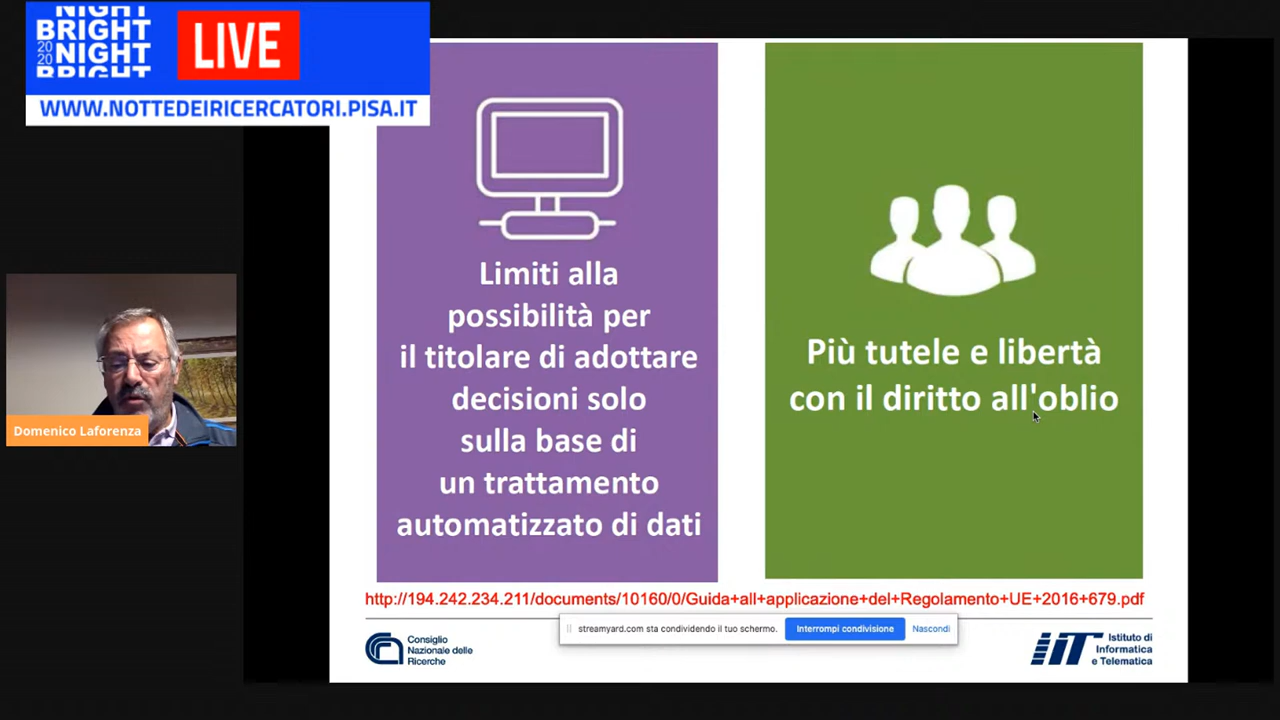 NIGHT
BRIGHT
20
20
NIGHT
BRIGHT
LIVE
WWW.NOTTEDEIRICERCATORI.PISA.IT
Limiti alla
possibilità per
il titolare di adottare
decisioni solo
sulla base di
un trattamento
automatizzato di dati
Più tutele e libertà
con il diritto all'oblio
Domenico Laforenza
http://194.242.234.211/documents/10160/0/Guida+all+applicazione+del+Regolamento+UE+2016+679.pdf
streamyard.com sta condividendo il tuo schermo.
Interrompi condivisione
Nascondi
Consiglio
Nazionale delle
Ricerche
IIT
Istituto di
Informatica
e Telematica